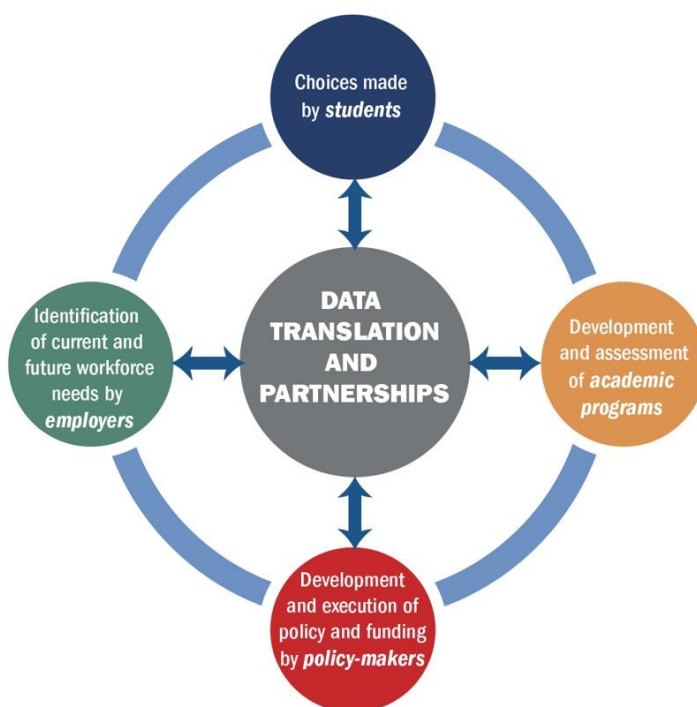 Choices made
by students
DATA
TRANSLATION
AND
PARTNERSHIPS
Identification
of current and
future workforce
needs by
employers
Development
and assessment
of academic
programs
Development
and execution of
policy and funding
by policy-makers